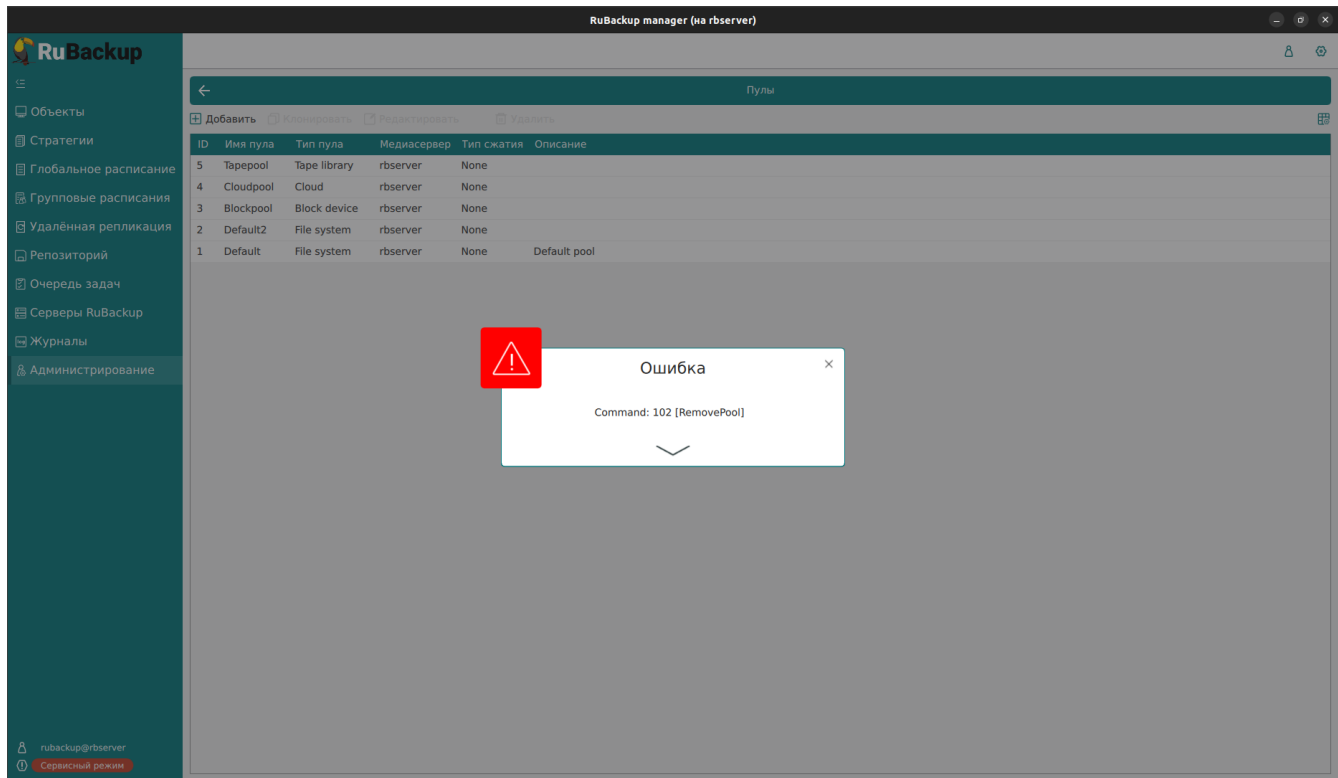 RuBackup manager (на rbserver)
RuBackup
Объекты
Стратегии
Глобальное расписание
Групповые расписания
Удалённая репликация
Репозиторий
Очередь задач
Серверы RuBackup
Журналы
Администрирование
rubackup@rbserver
Сервисный режим
Пулы
Добавить Копировать Редактировать Удалить
ID Имя пула Тип пула Медиасервер Тип сжатия Описание
5 Tapepool Tape library rbserver None
4 Cloudpool Cloud rbserver None
3 Blockpool Block device rbserver None
2 Default2 File system rbserver None
1 Default File system rbserver None Default pool
Ошибка
Command: 102 [RemovePool]